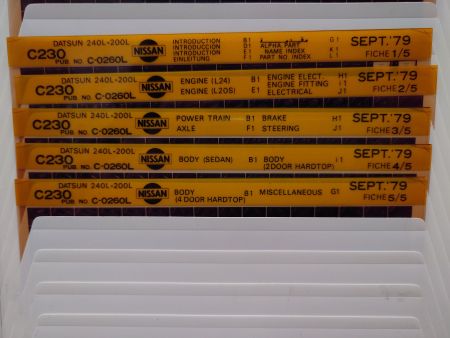 DATSUN 240L-200L
C230 PUB. NO. C-0260L
NISSAN
INTRODUCTION B1
INTRODUCTION D1 ALPHA PART G1
INTRODUCTION E1 NAME INDEX K1
EINLEITUNG F1 PART NO INDEX L1
SEPT.'79
FICHE 1/5
DATSUN 240L-200L
C230 PUB NO C-0260L
NISSAN
ENGINE (L24) B1 ENGINE ELECT. H1
ENGINE FITTING I1
ENGINE (L20S) E1 ELECTRICAL J1
SEPT.'79
FICHE 2/5
DATSUN 240L-200L
C230 PUB NO C-0260L
NISSAN
POWER TRAIN B1 BRAKE H1
AXLE F1 STEERING J1
SEPT.'79
FICHE 3/5
DATSUN 240L-200L
C230 PUB NO C-0260L
NISSAN
BODY (SEDAN) B1 BODY I1
(2DOOR HARDTOP)
SEPT.'79
FICHE 4/5
DATSUN 240L-200L
C230 PUB NO C-0260L
NISSAN
BODY B1 MISCELLANEOUS G1
(4DOOR HARDTOP)
SEPT.'79
FICHE 5/5